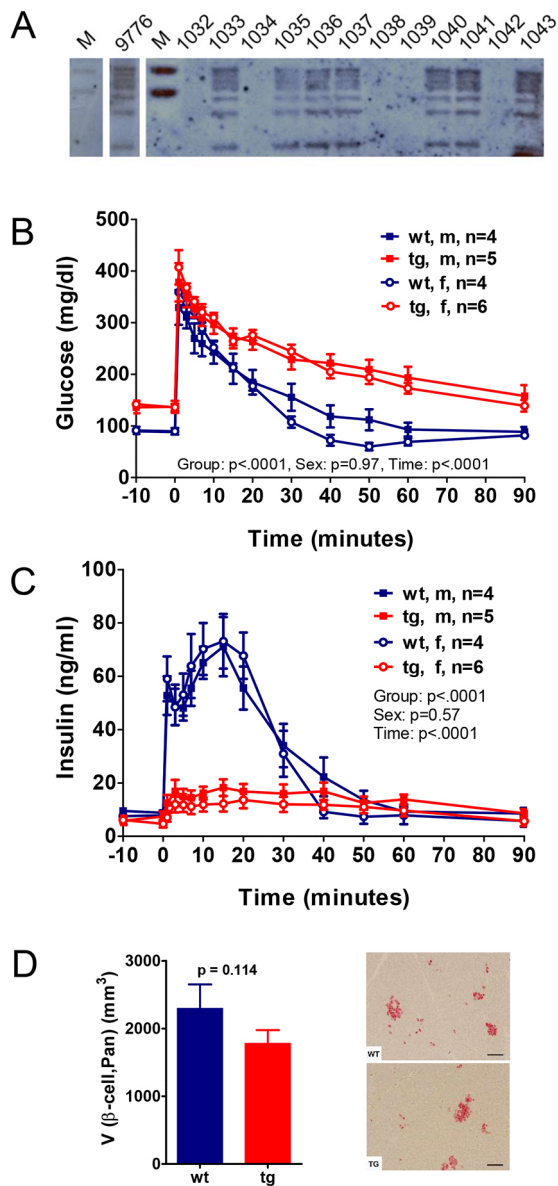 A
M 9776 M 1032 1033 1034 1035 1036 1037 1038 1039 1040 1041 1042 1043
B
500
400
300
200
100
0
Glucose (mg/dl)
wt, m, n=4
tg, m, n=5
wt, f, n=4
tg, f, n=6
Group: p<.0001, Sex: p=0.97, Time: p<.0001
-10 0 10 20 30 40 50 60 70 80 90
Time (minutes)
C
100
80
60
40
20
0
Insulin (ng/ml)
wt, m, n=4
tg, m, n=5
wt, f, n=4
tg, f, n=6
Group: p<.0001
Sex: p=0.57
Time: p<.0001
-10 0 10 20 30 40 50 60 70 80 90
Time (minutes)
D
3000
2000
1000
0
V (β-cell,Pan) (mm³)
p = 0.114
wt tg
WT
TG